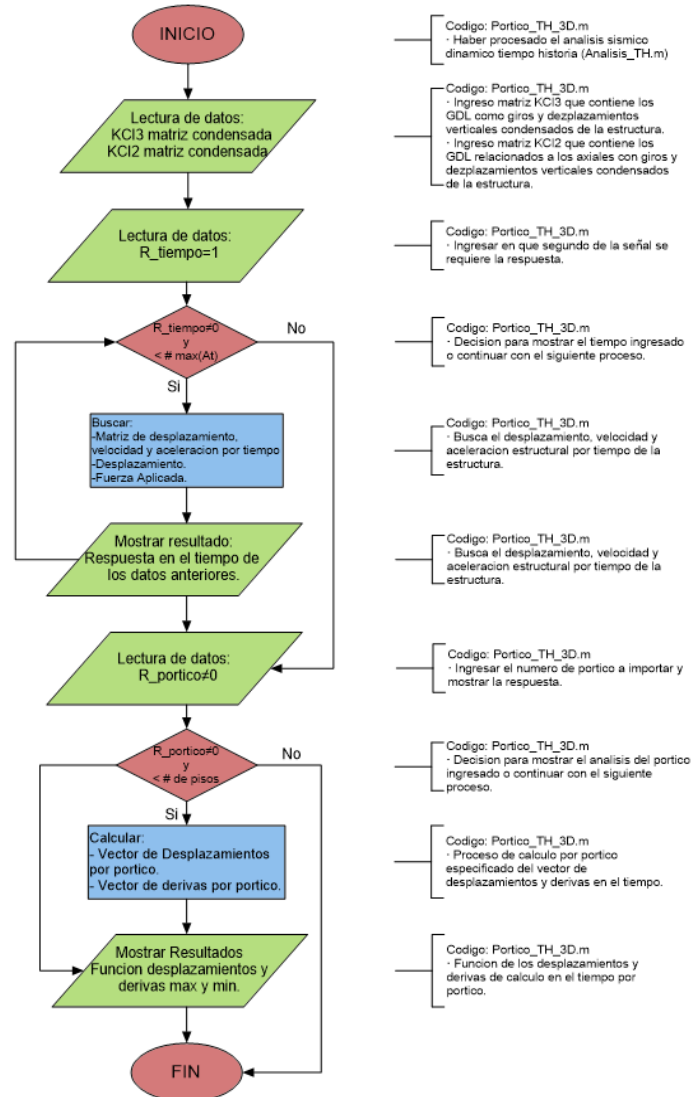 INICIO
Codigo: Portico_TH_3D.m
· Haber procesado el analisis sismico
dinamico tiempo historia (Analisis_TH.m)
Lectura de datos:
KCl3 matriz condensada
KCl2 matriz condensada
Codigo: Portico_TH_3D.m
· Ingreso matriz KCl3 que contiene los
GDL como giros y dezplazamientos
verticales condensados de la estructura.
· Ingreso matriz KCl2 que contiene los
GDL relacionados a los axiales con giros y
dezplazamientos verticales condensados
de la estructura.
Lectura de datos:
R_tiempo=1
Codigo: Portico_TH_3D.m
· Ingresar en que segundo de la señal se
requiere la respuesta.
R_tiempo≠0
y
< # max(At)
No
Si
Codigo: Portico_TH_3D.m
· Decision para mostrar el tiempo ingresado
o continuar con el siguiente proceso.
Buscar:
-Matriz de desplazamiento,
velocidad y aceleracion por tiempo
-Desplazamiento.
-Fuerza Aplicada.
Codigo: Portico_TH_3D.m
· Busca el desplazamiento, velocidad y
aceleracion estructural por tiempo de la
estructura.
Mostrar resultado:
Respuesta en el tiempo de
los datos anteriores.
Codigo: Portico_TH_3D.m
· Busca el desplazamiento, velocidad y
aceleracion estructural por tiempo de la
estructura.
Lectura de datos:
R_portico≠0
Codigo: Portico_TH_3D.m
· Ingresar el numero de portico a importar y
mostrar la respuesta.
R_portico≠0
y
< # de pisos
No
Si
Codigo: Portico_TH_3D.m
· Decision para mostrar el analisis del portico
ingresado o continuar con el siguiente
proceso.
Calcular:
- Vector de Desplazamientos
por portico.
- Vector de derivas por portico.
Codigo: Portico_TH_3D.m
· Proceso de calculo por portico
especificado del vector de
desplazamientos y derivas en el tiempo.
Mostrar Resultados
Funcion desplazamientos y
derivas max y min.
Codigo: Portico_TH_3D.m
· Funcion de los desplazamientos y
derivas de calculo en el tiempo por
portico.
FIN